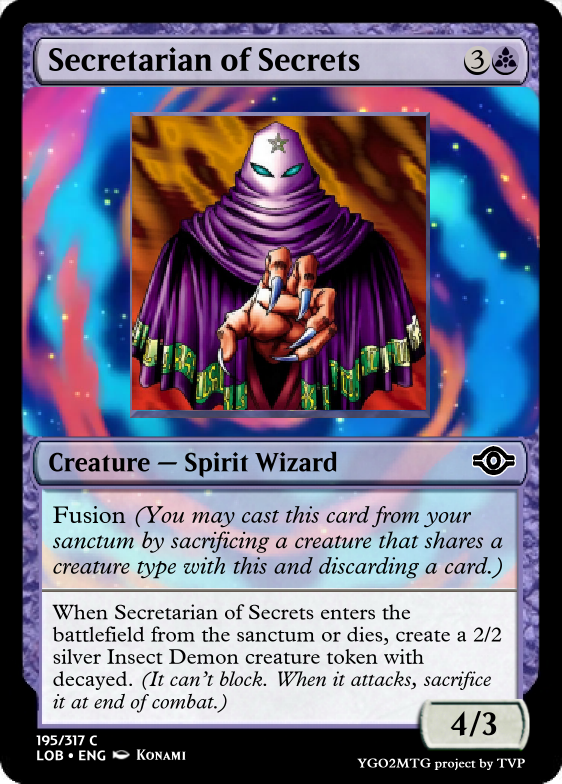 Secretarian of Secrets 3
Creature — Spirit Wizard
Fusion (You may cast this card from your
sanctum by sacrificing a creature that shares a
creature type with this and discarding a card.)
When Secretarian of Secrets enters the
battlefield from the sanctum or dies, create a 2/2
silver Insect Demon creature token with
decayed. (It can't block. When it attacks, sacrifice
it at end of combat.)
4/3
195/317 C
LOB • ENG Konami
YGO2MTG project by TVP